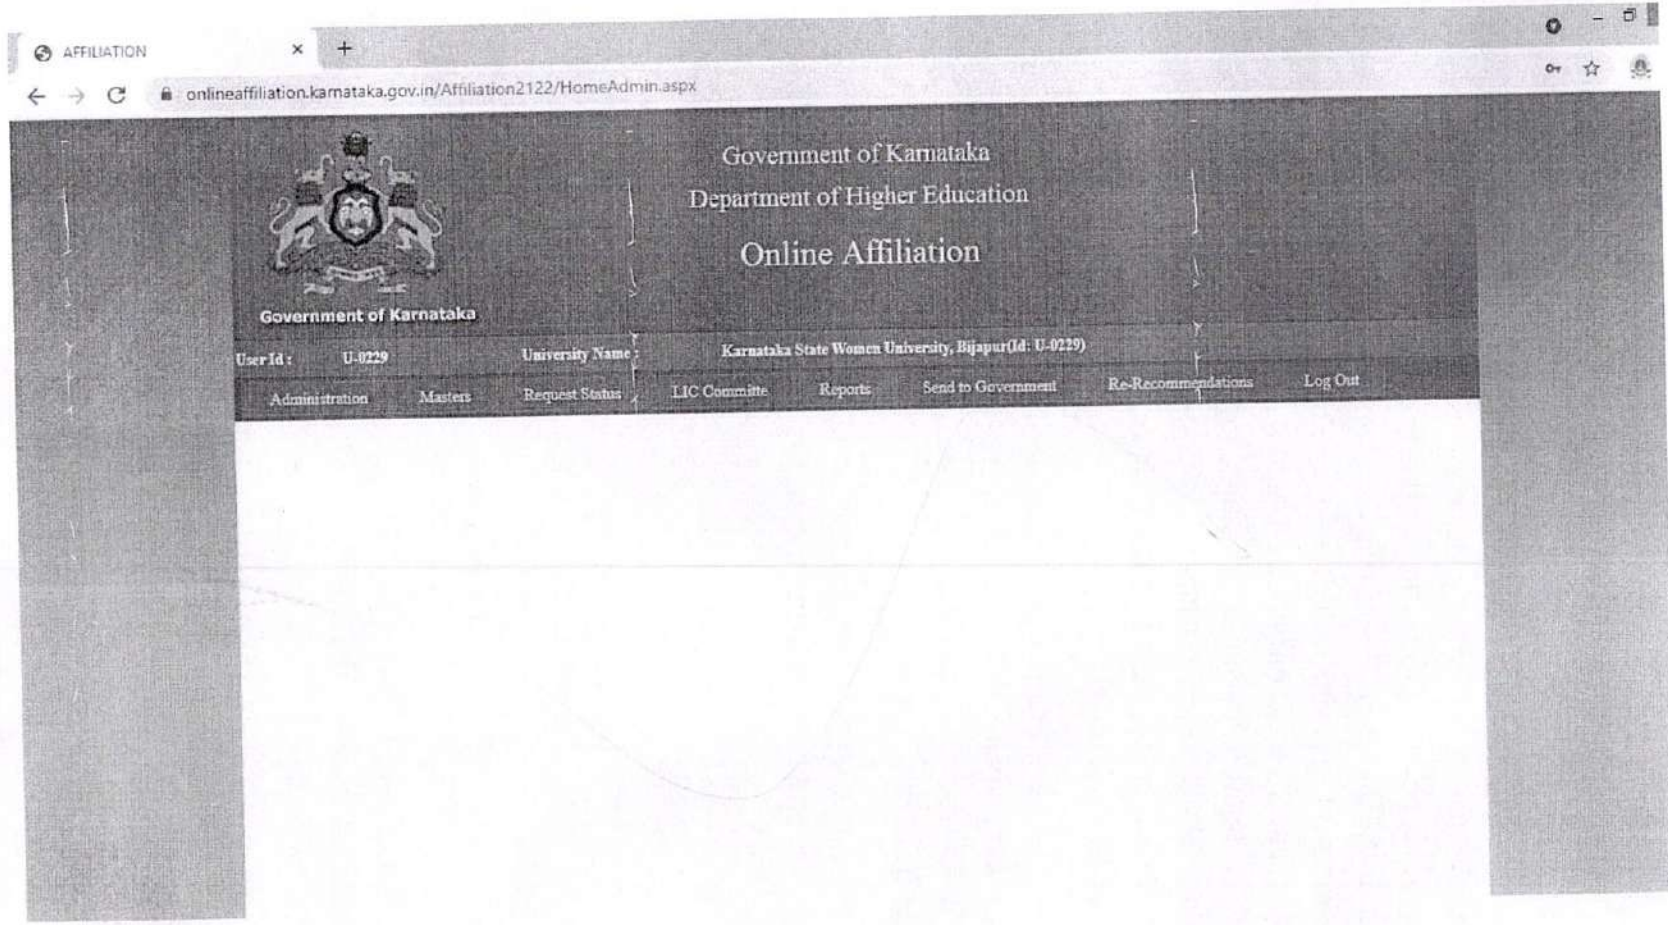 AFFILIATION
onlineaffiliation.karnataka.gov.in/Affiliation2122/HomeAdmin.aspx
Government of Karnataka
Department of Higher Education
Online Affiliation
Government of Karnataka
User Id : U-0229 University Name : Karnataka State Women University, Bijapur(Id: U-0229)
Administration Masters Request Status LIC Committe Reports Send to Government Re-Recommendations Log Out